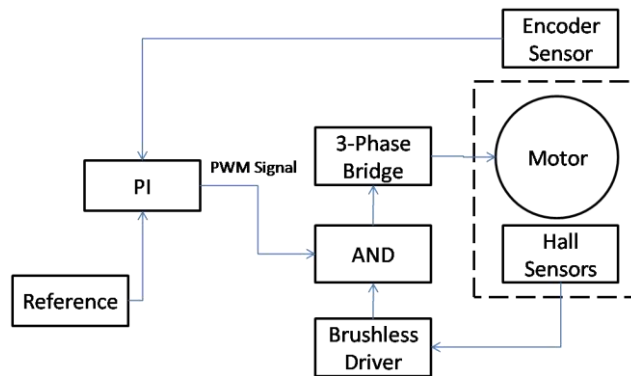 Encoder
Sensor
3-Phase
Bridge
Motor
PWM Signal
PI
AND
Hall
Sensors
Reference
Brushless
Driver